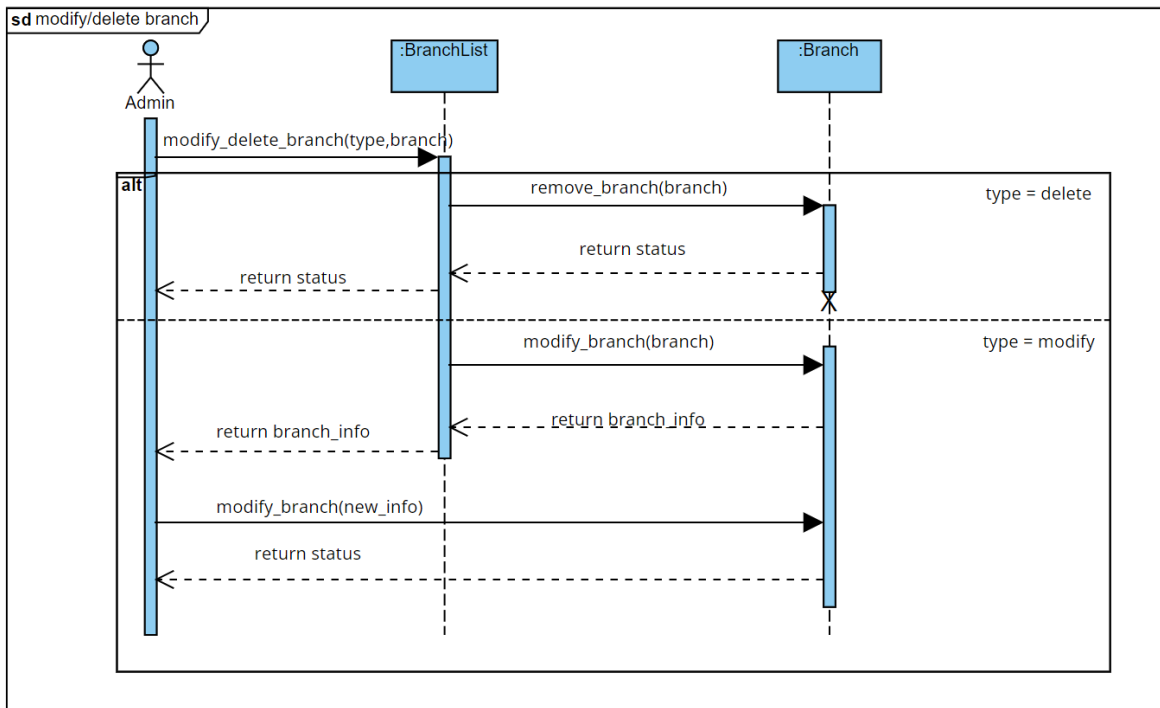 sd modify/delete branch
:BranchList
:Branch
Admin
modify_delete_branch(type,branch)
alt
remove_branch(branch)
type = delete
return status
return status
X
modify_branch(branch)
type = modify
return branch_info
return branch_info
modify_branch(new_info)
return status